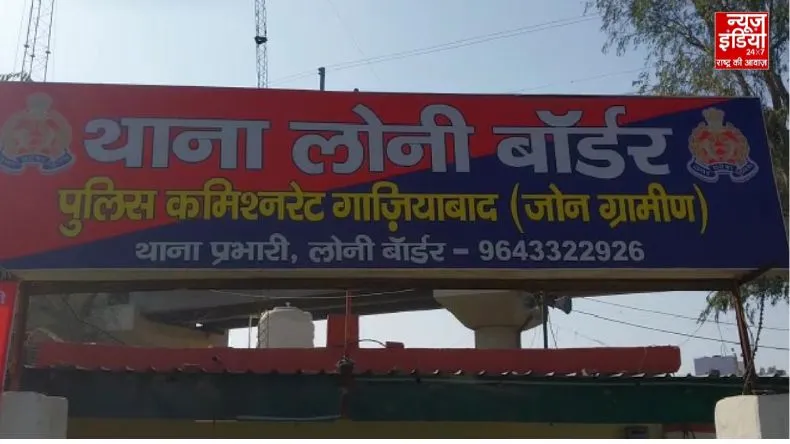 न्यूज़
इंडिया
24x7
राष्ट्र की आवाज़
थाना लोनी बॉर्डर
पुलिस कमिश्नरेट गाज़ियाबाद (जोन ग्रामीण)
थाना प्रभारी, लोनी बॉर्डर - 9643322926